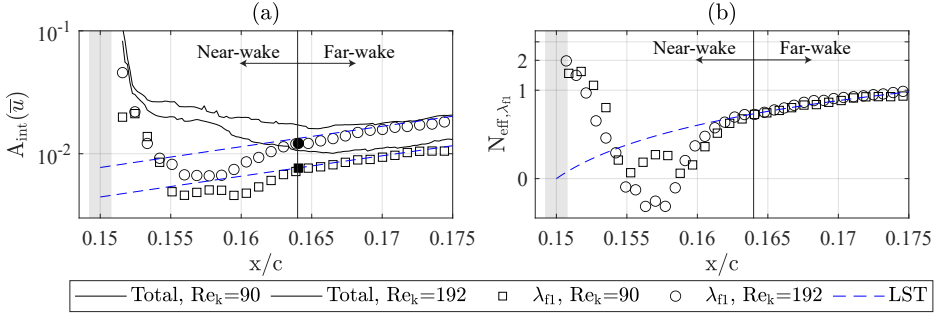 (a)
(b)
10⁻¹
Near-wake
Far-wake
10⁻²
A_int(u̅)
0.15 0.155 0.16 0.165 0.17 0.175
x/c
Near-wake
Far-wake
2
1
0
N_eff,λf1
0.15 0.155 0.16 0.165 0.17 0.175
x/c
Total, Re_k=90 Total, Re_k=192 λ_f1, Re_k=90 λ_f1, Re_k=192 LST